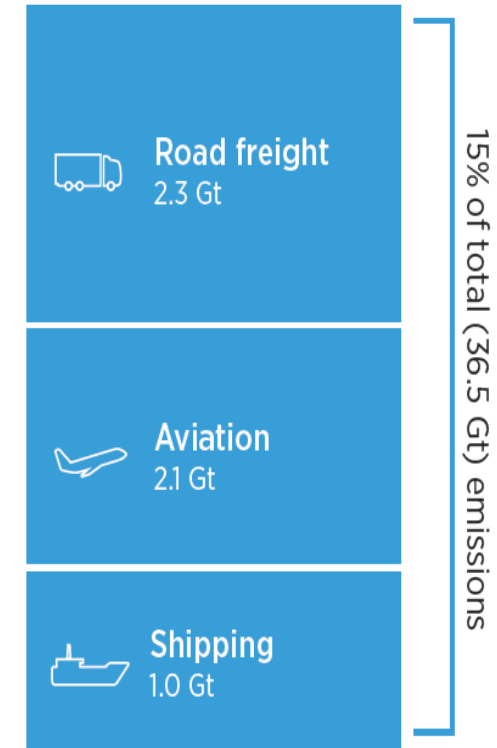 Road freight
2.3 Gt
Aviation
2.1 Gt
Shipping
1.0 Gt
15% of total (36.5 Gt) emissions